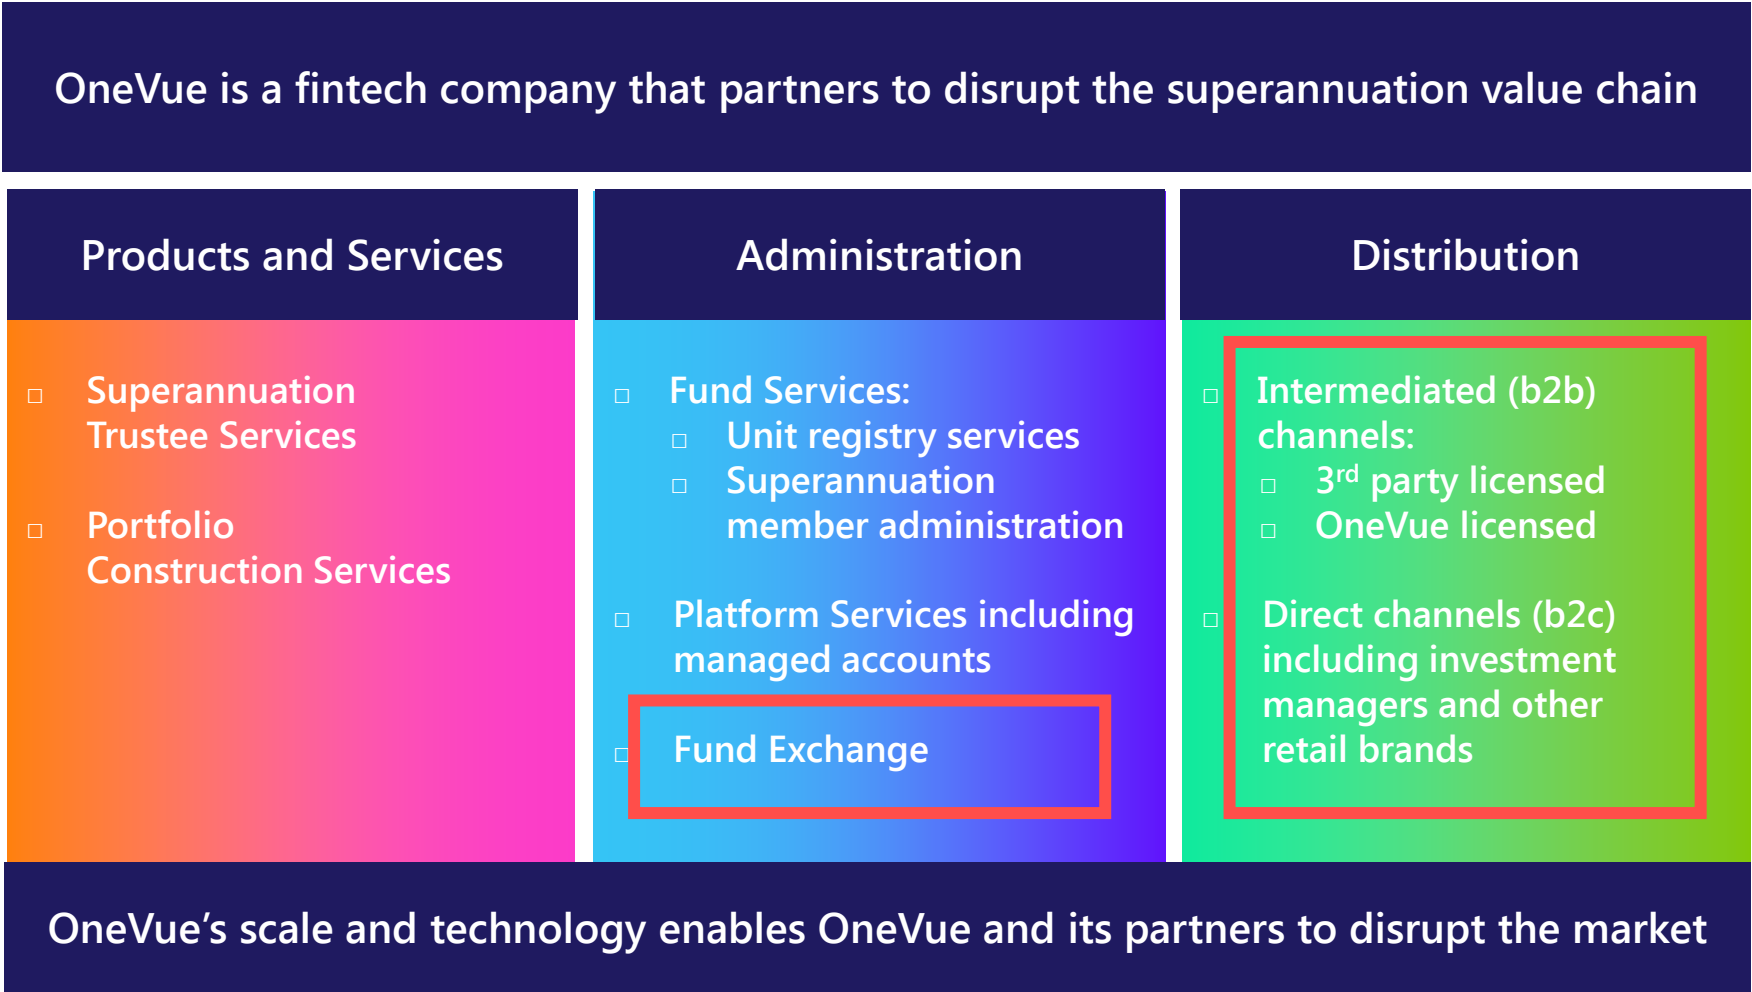 OneVue is a fintech company that partners to disrupt the superannuation value chain
Products and Services
Superannuation
Trustee Services
Portfolio
Construction Services
Administration
Fund Services:
Unit registry services
Superannuation
member administration
Platform Services including
managed accounts
Fund Exchange
Distribution
Intermediated (b2b)
channels:
3rd party licensed
OneVue licensed
Direct channels (b2c)
including investment
managers and other
retail brands
OneVue’s scale and technology enables OneVue and its partners to disrupt the market